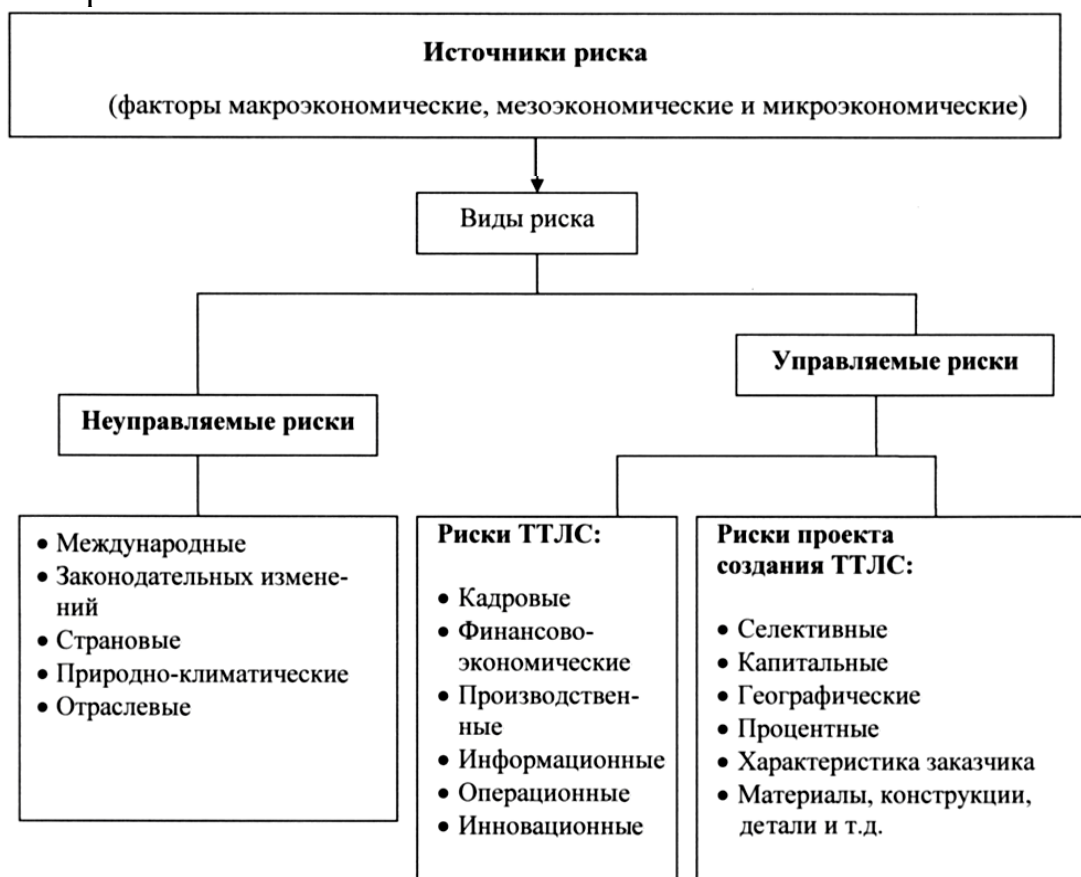 Источники риска
(факторы макроэкономические, мезоэкономические и микроэкономические)
Виды риска
Управляемые риски
Неуправляемые риски
• Международные
• Законодательных измене-
ний
• Страновые
• Природно-климатические
• Отраслевые
Риски ТТЛС:
• Кадровые
• Финансово-
экономические
• Производствен-
ные
• Информационные
• Операционные
• Инновационные
Риски проекта
создания ТТЛС:
• Селективные
• Капитальные
• Географические
• Процентные
• Характеристика заказчика
• Материалы, конструкции,
детали и т.д.